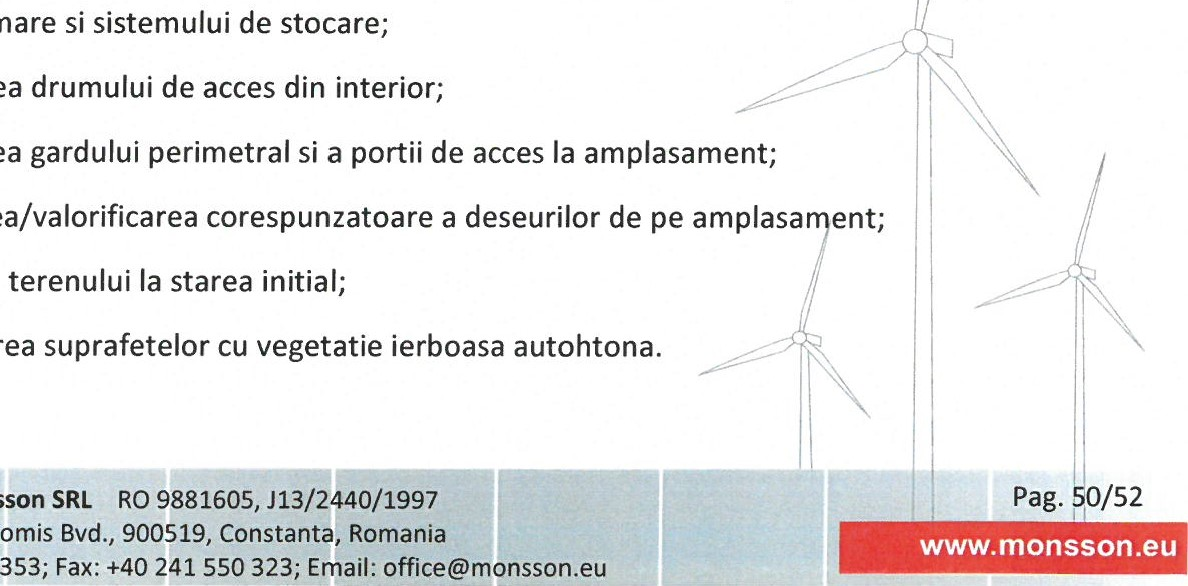 mare si sistemului de stocare;
ea drumului de acces din interior;
ea gardului perimetral si a portii de acces la amplasament;
ea/valorificarea corespunzatoare a deseurilor de pe amplasament;
terenului la starea initial;
rea suprafetelor cu vegetatie ierboasa autohtona.
sson SRL RO 9881605, J13/2440/1997
Pag. 50/52
omis Bvd., 900519, Constanta, Romania
www.monsson.eu
353; Fax: +40 241 550 323; Email: office@monsson.eu